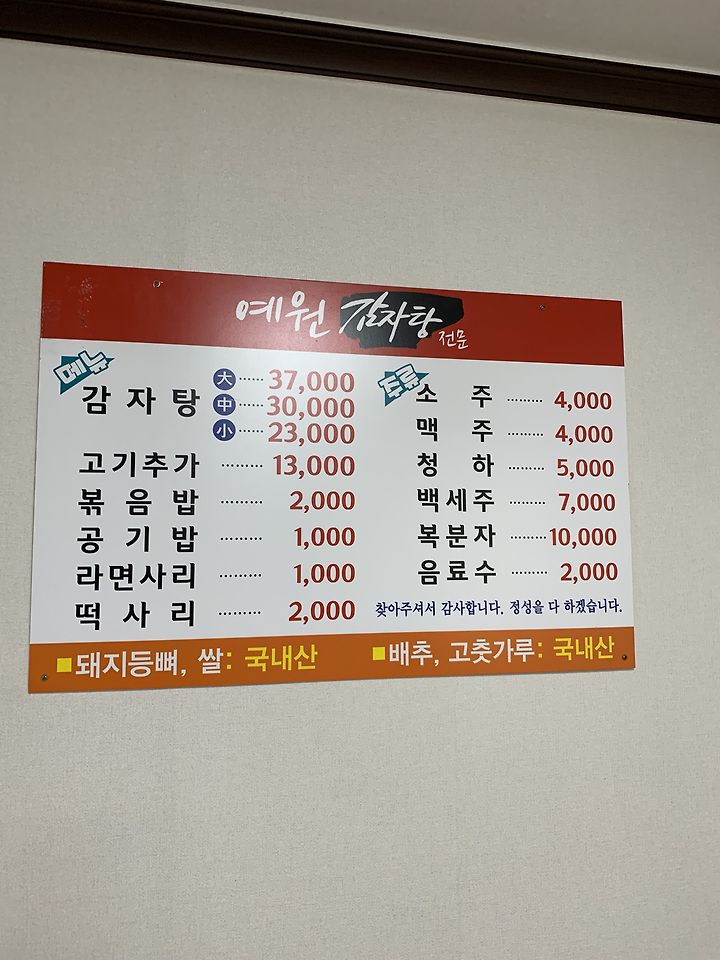 예원 감자탕 전문
메뉴
감자탕 大 ······ 37,000
中 ······ 30,000
小 ······ 23,000
고기추가 ········· 13,000
볶음밥 ········· 2,000
공기밥 ········· 1,000
라면사리 ········· 1,000
떡사리 ········· 2,000
주류
소주 ········· 4,000
맥주 ········· 4,000
청하 ········· 5,000
백세주 ········· 7,000
복분자 ········· 10,000
음료수 ········· 2,000
찾아주셔서 감사합니다. 정성을 다 하겠습니다.
■돼지등뼈, 쌀: 국내산
■배추, 고춧가루: 국내산